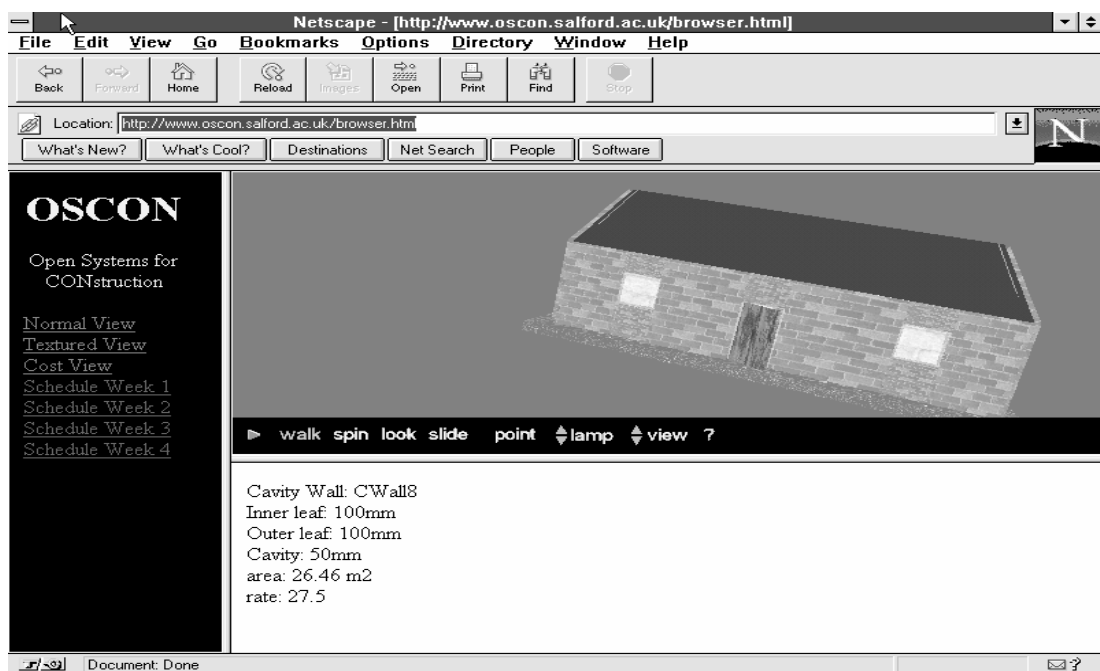 Netscape - [http://www.oscon.salford.ac.uk/browser.html]
File Edit View Go Bookmarks Options Directory Window Help
Back Forward Home Reload Images Open Print Find Stop
Location: http://www.oscon.salford.ac.uk/browser.html
N
What's New? What's Cool? Destinations Net Search People Software
OSCON
Open Systems for
CONstruction
Normal View
Textured View
Cost View
Schedule Week 1
Schedule Week 2
Schedule Week 3
Schedule Week 4
walk spin look slide point lamp view ?
Cavity Wall: CWall8
Inner leaf: 100mm
Outer leaf: 100mm
Cavity: 50mm
area: 26.46 m2
rate: 27.5
Document: Done
?